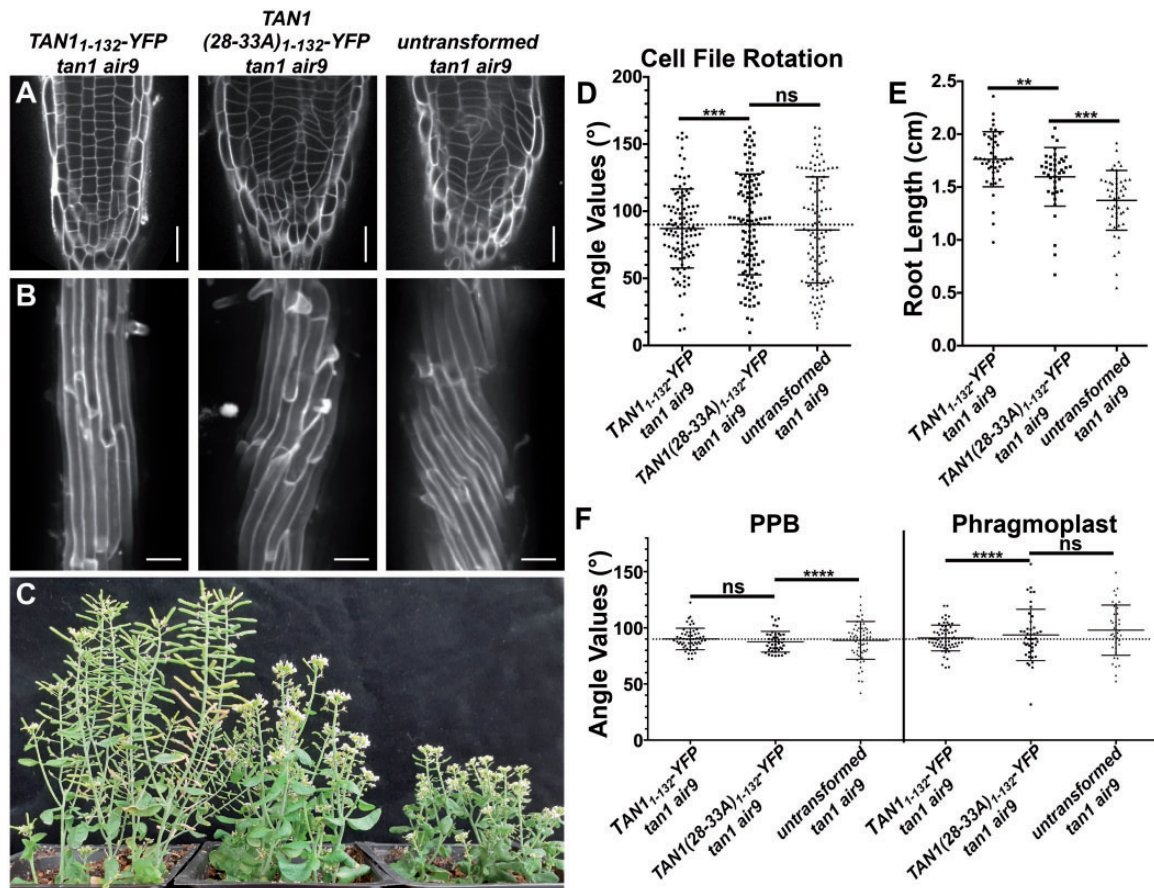 TAN1₁₋₁₃₂-YFP
tan1 air9
TAN1
(28-33A)₁₋₁₃₂-YFP
tan1 air9
untransformed
tan1 air9
A
B
C
D
Cell File Rotation
Angle Values (°)
200
150
100
50
0
***
ns
TAN1₁₋₁₃₂-YFP
tan1 air9
TAN1(28-33A)₁₋₁₃₂-YFP
tan1 air9
untransformed
tan1 air9
E
Root Length (cm)
2.5
2.0
1.5
1.0
0.5
0.0
**
***
TAN1₁₋₁₃₂-YFP
tan1 air9
TAN1(28-33A)₁₋₁₃₂-YFP
tan1 air9
untransformed
tan1 air9
F
PPB
Phragmoplast
Angle Values (°)
150
100
50
0
ns
****
****
ns
TAN1₁₋₁₃₂-YFP
tan1 air9
TAN1(28-33A)₁₋₁₃₂-YFP
tan1 air9
untransformed
tan1 air9
TAN1₁₋₁₃₂-YFP
tan1 air9
TAN1(28-33A)₁₋₁₃₂-YFP
tan1 air9
untransformed
tan1 air9